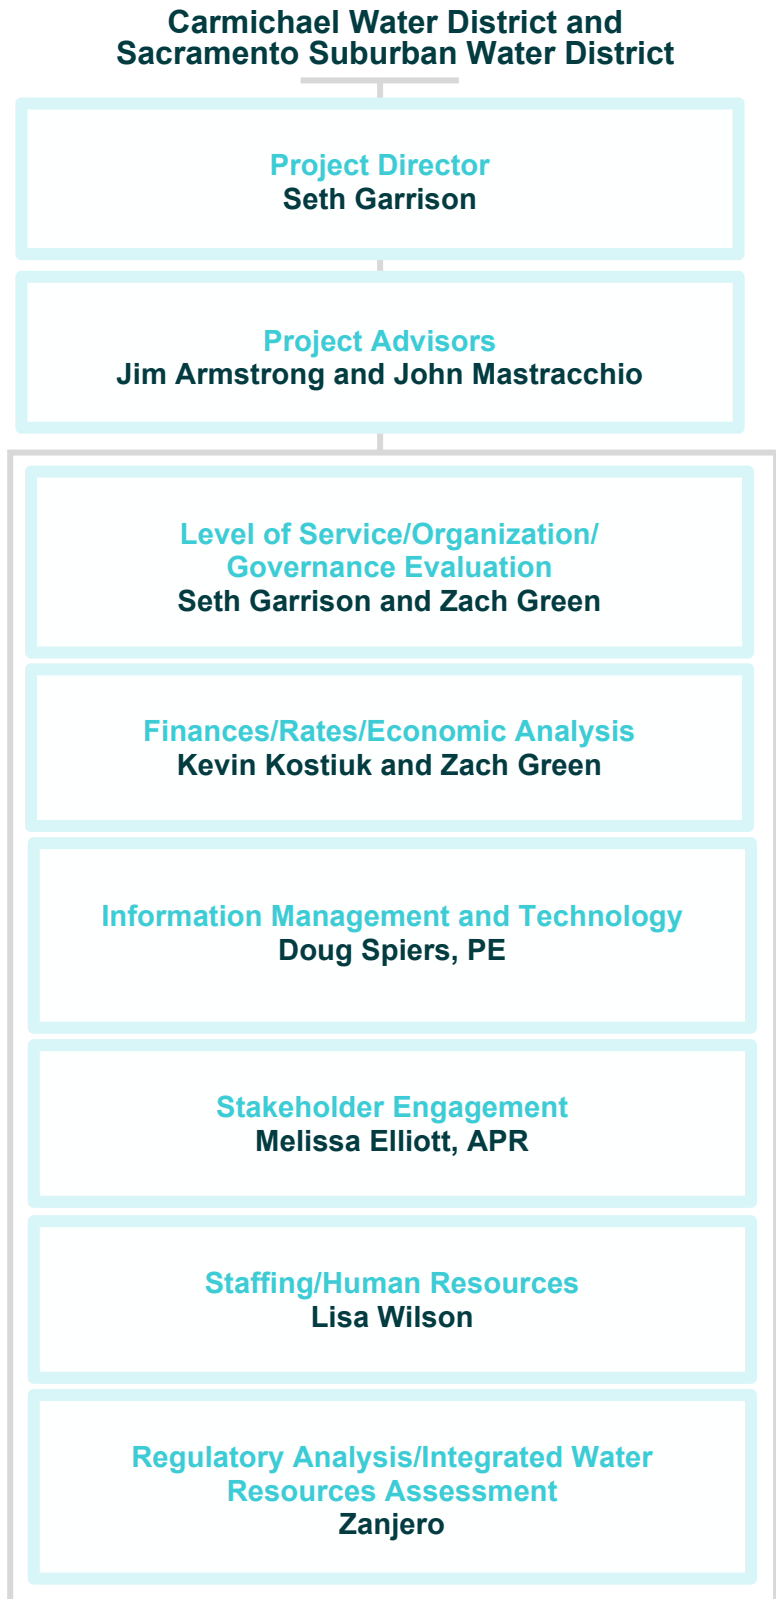 Carmichael Water District and
Sacramento Suburban Water District
Project Director
Seth Garrison
Project Advisors
Jim Armstrong and John Mastracchio
Level of Service/Organization/
Governance Evaluation
Seth Garrison and Zach Green
Finances/Rates/Economic Analysis
Kevin Kostiuk and Zach Green
Information Management and Technology
Doug Spiers, PE
Stakeholder Engagement
Melissa Elliott, APR
Staffing/Human Resources
Lisa Wilson
Regulatory Analysis/Integrated Water
Resources Assessment
Zanjero